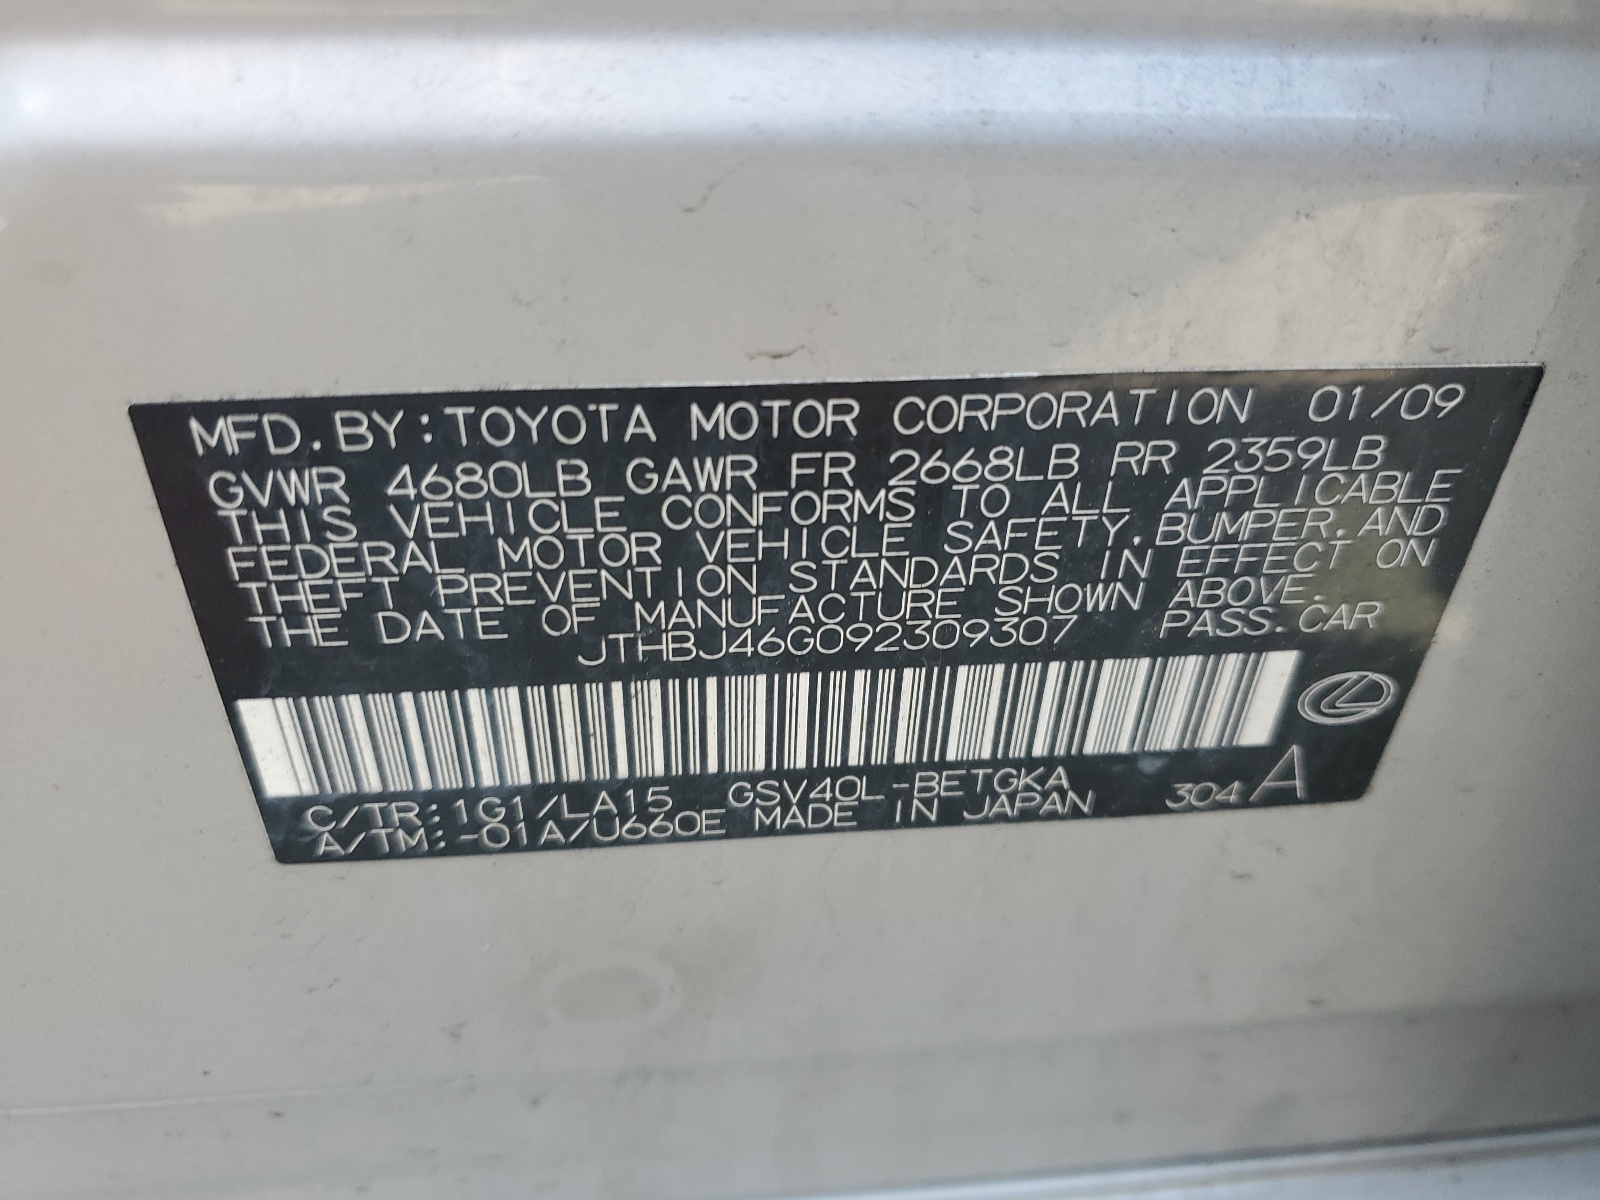 MFD. BY: TOYOTA MOTOR CORPORATION 01/09
GVWR 4680LB GAWR FR 2668LB RR 2359LB
THIS VEHICLE CONFORMS TO ALL APPLICABLE
FEDERAL MOTOR VEHICLE SAFETY, BUMPER, AND
THEFT PREVENTION STANDARDS IN EFFECT ON
THE DATE OF MANUFACTURE SHOWN ABOVE.
JTHBJ46G092309307 PASS. CAR
C/TR: 1G1/LA15 GSV40L-BETGKA
A/TM: -01A/U660E MADE IN JAPAN 304 A